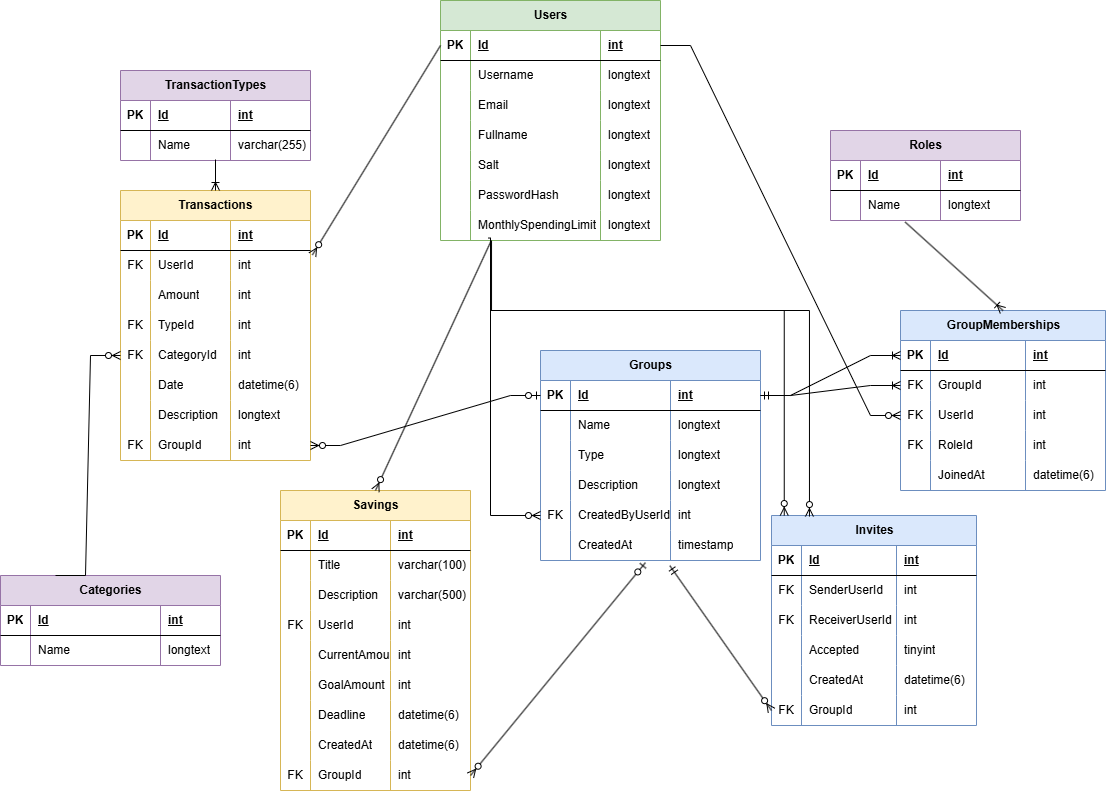 Users
PK Id int
Username longtext
Email longtext
Fullname longtext
Salt longtext
PasswordHash longtext
MonthlySpendingLimit longtext
TransactionTypes
PK Id int
Name varchar(255)
Transactions
PK Id int
FK UserId int
Amount int
FK TypeId int
FK CategoryId int
Date datetime(6)
Description longtext
FK GroupId int
Roles
PK Id int
Name longtext
GroupMemberships
PK Id int
FK GroupId int
FK UserId int
FK RoleId int
JoinedAt datetime(6)
Groups
PK Id int
Name longtext
Type longtext
Description longtext
FK CreatedByUserId int
CreatedAt timestamp
Savings
PK Id int
Title varchar(100)
Description varchar(500)
FK UserId int
CurrentAmou int
GoalAmount int
Deadline datetime(6)
CreatedAt datetime(6)
FK GroupId int
Invites
PK Id int
FK SenderUserId int
FK ReceiverUserId int
Accepted tinyint
CreatedAt datetime(6)
FK GroupId int
Categories
PK Id int
Name longtext